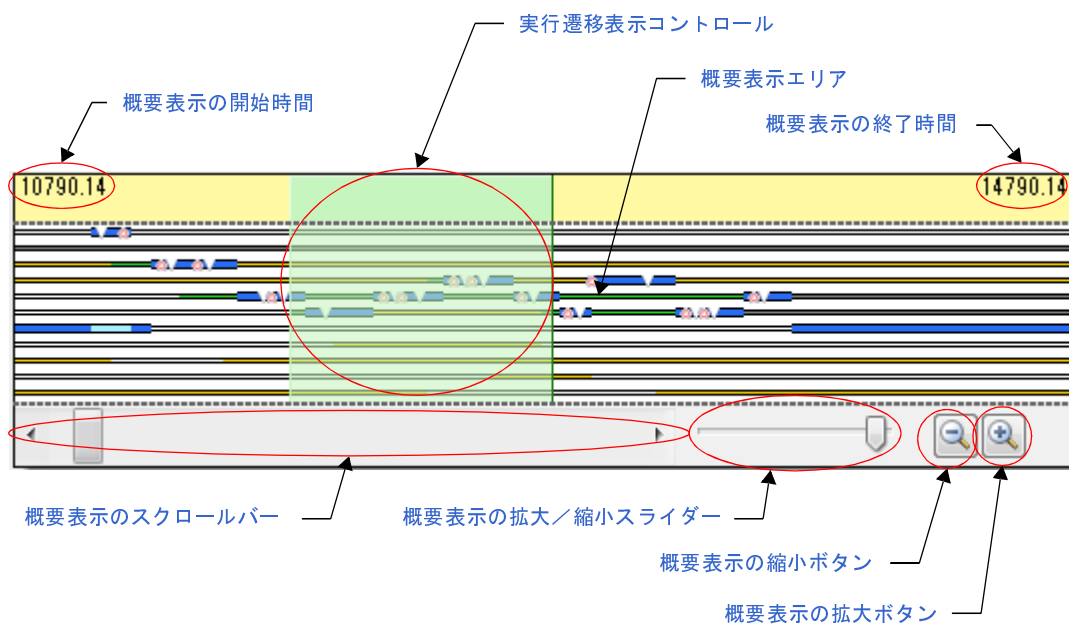 実行遷移表示コントロール
概要表示エリア
概要表示の開始時間
概要表示の終了時間
10790.14
14790.14
概要表示のスクロールバー
概要表示の拡大／縮小スライダー
概要表示の縮小ボタン
概要表示の拡大ボタン